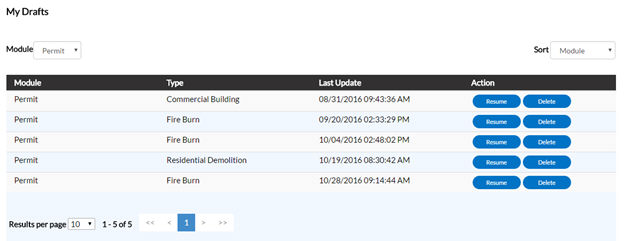 My Drafts
Module Permit Sort Module
Module Type Last Update Action
Permit Commercial Building 08/31/2016 09:43:36 AM Resume Delete
Permit Fire Burn 09/20/2016 02:33:29 PM Resume Delete
Permit Fire Burn 10/04/2016 02:48:02 PM Resume Delete
Permit Residential Demolition 10/19/2016 08:30:42 AM Resume Delete
Permit Fire Burn 10/28/2016 09:14:44 AM Resume Delete
Results per page 10 1 - 5 of 5 << < 1 > >>